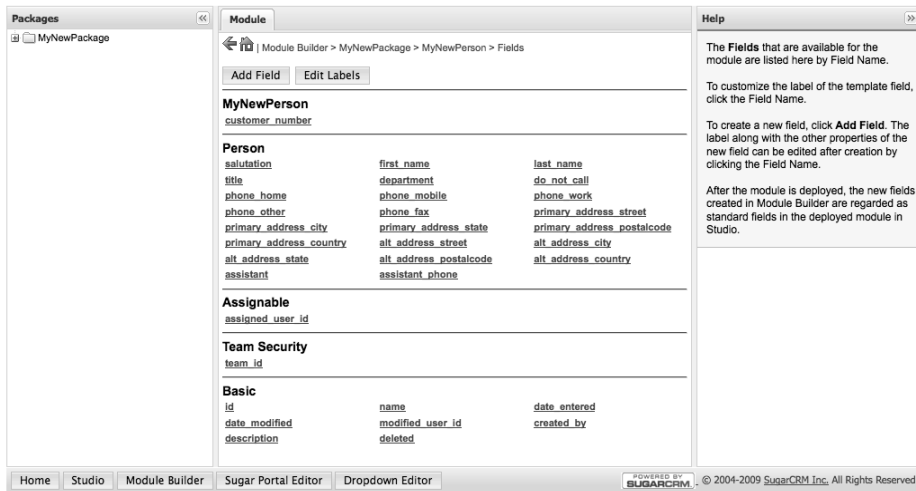 Packages
MyNewPackage
Module
| Module Builder > MyNewPackage > MyNewPerson > Fields
Add Field Edit Labels
MyNewPerson
customer_number
Person
salutation first_name last_name
title department do_not_call
phone_home phone_mobile phone_work
phone_other phone_fax primary_address_street
primary_address_city primary_address_state primary_address_postalcode
primary_address_country alt_address_street alt_address_city
alt_address_state alt_address_postalcode alt_address_country
assistant assistant_phone
Assignable
assigned_user_id
Team Security
team_id
Basic
id name date_entered
date_modified modified_user_id created_by
description deleted
Help
The Fields that are available for the
module are listed here by Field Name.
To customize the label of the template field,
click the Field Name.
To create a new field, click Add Field. The
label along with the other properties of the
new field can be edited after creation by
clicking the Field Name.
After the module is deployed, the new fields
created in Module Builder are regarded as
standard fields in the deployed module in
Studio.
Home Studio Module Builder Sugar Portal Editor Dropdown Editor
POWERED BY
SUGARCRM. © 2004-2009 SugarCRM Inc. All Rights Reserved